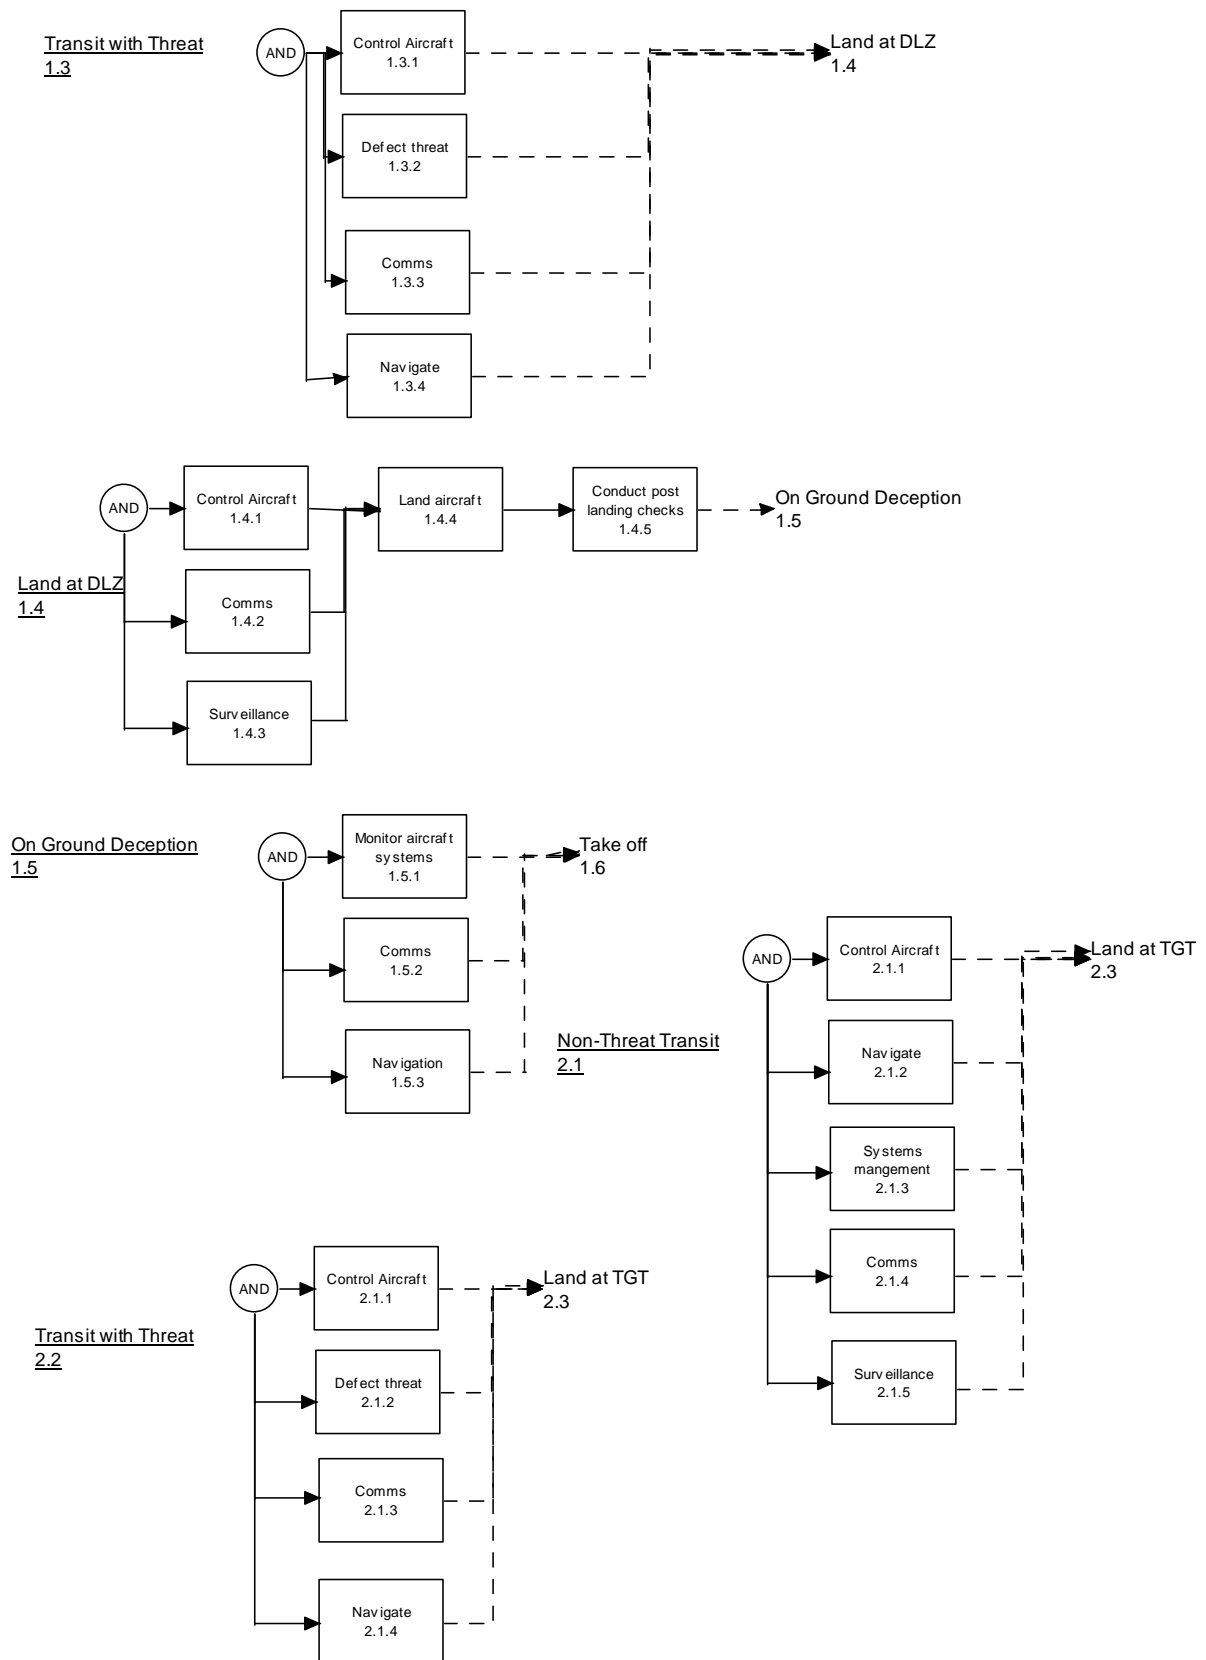 Transit with Threat
1.3
AND
Control Aircraft
1.3.1
Land at DLZ
1.4
Defect threat
1.3.2
Comms
1.3.3
Navigate
1.3.4
AND
Control Aircraft
1.4.1
Land aircraft
1.4.4
Conduct post
landing checks
1.4.5
On Ground Deception
1.5
Land at DLZ
1.4
Comms
1.4.2
Surveillance
1.4.3
On Ground Deception
1.5
AND
Monitor aircraft
systems
1.5.1
Take off
1.6
Comms
1.5.2
Navigation
1.5.3
Non-Threat Transit
2.1
AND
Control Aircraft
2.1.1
Land at TGT
2.3
Navigate
2.1.2
Systems
mangement
2.1.3
Comms
2.1.4
Surveillance
2.1.5
Transit with Threat
2.2
AND
Control Aircraft
2.1.1
Land at TGT
2.3
Defect threat
2.1.2
Comms
2.1.3
Navigate
2.1.4